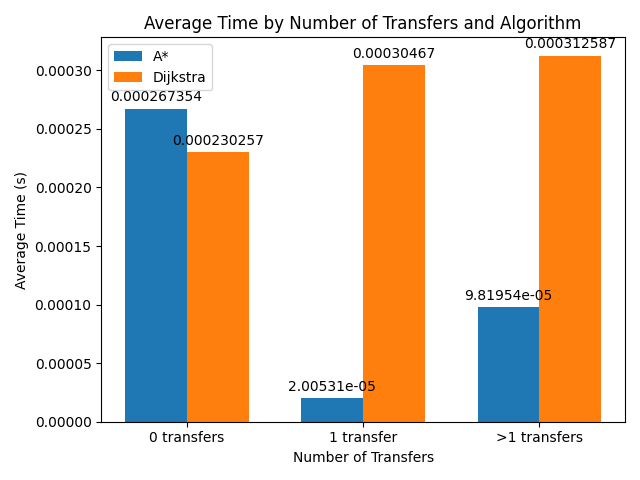 Average Time by Number of Transfers and Algorithm
A*
Dijkstra
0.000267354
0.000230257
2.00531e-05
0.00030467
9.81954e-05
0.000312587
Average Time (s)
0.00030
0.00025
0.00020
0.00015
0.00010
0.00005
0.00000
0 transfers
1 transfer
>1 transfers
Number of Transfers